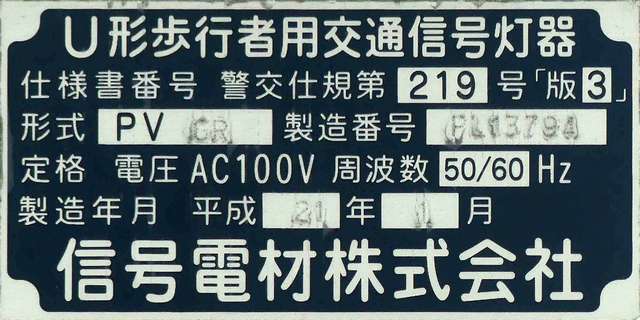 U形歩行者用交通信号灯器
仕様書番号 警交仕規第 219 号「版3」
形式 PV GR 製造番号
定格 電圧 AC100V 周波数 50/60 Hz
製造年月 平成 21 年 1 月
信号電材株式会社